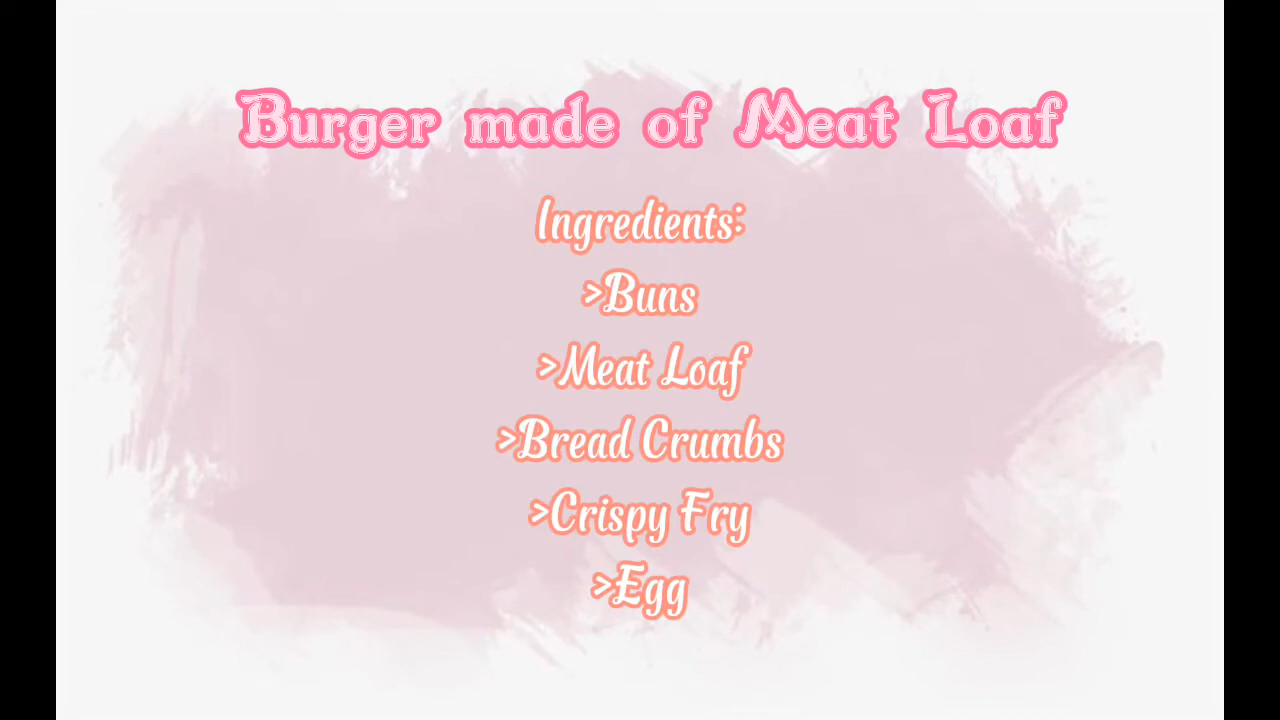 Burger made of Meat Loaf
Ingredients:
>Buns
>Meat Loaf
>Bread Crumbs
>Crispy Fry
>Egg